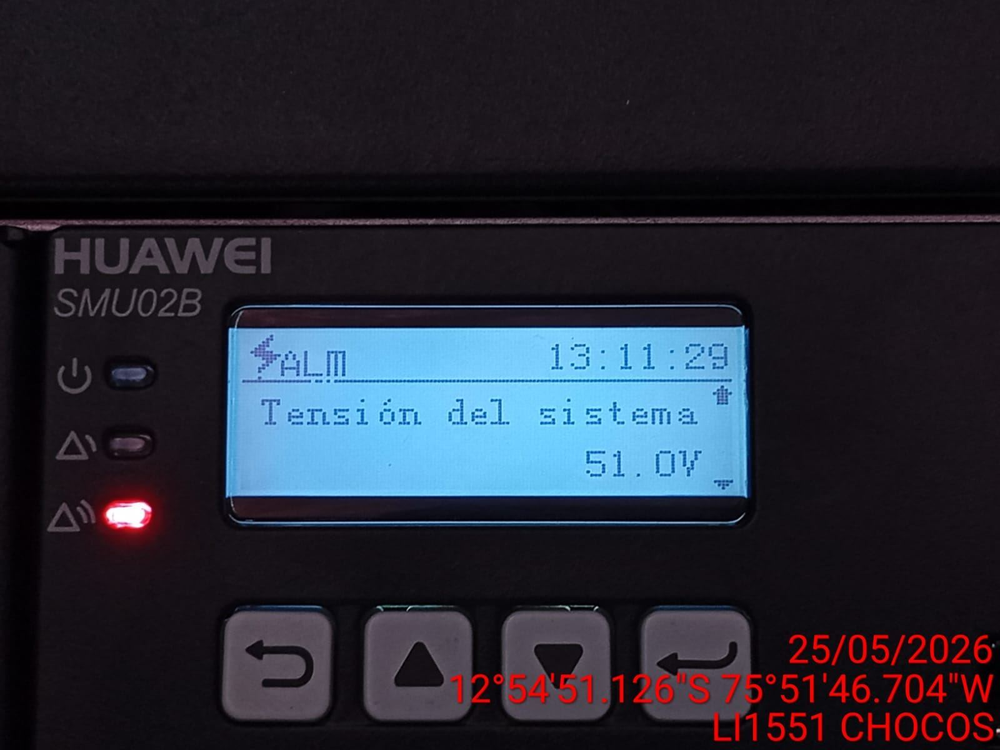 HUAWEI
SMU02B
ALM 13:11:29
Tensión del sistema
51.0V
25/05/2026
12°54'51.126"S 75°51'46.704"W
LI1551 CHOCOS